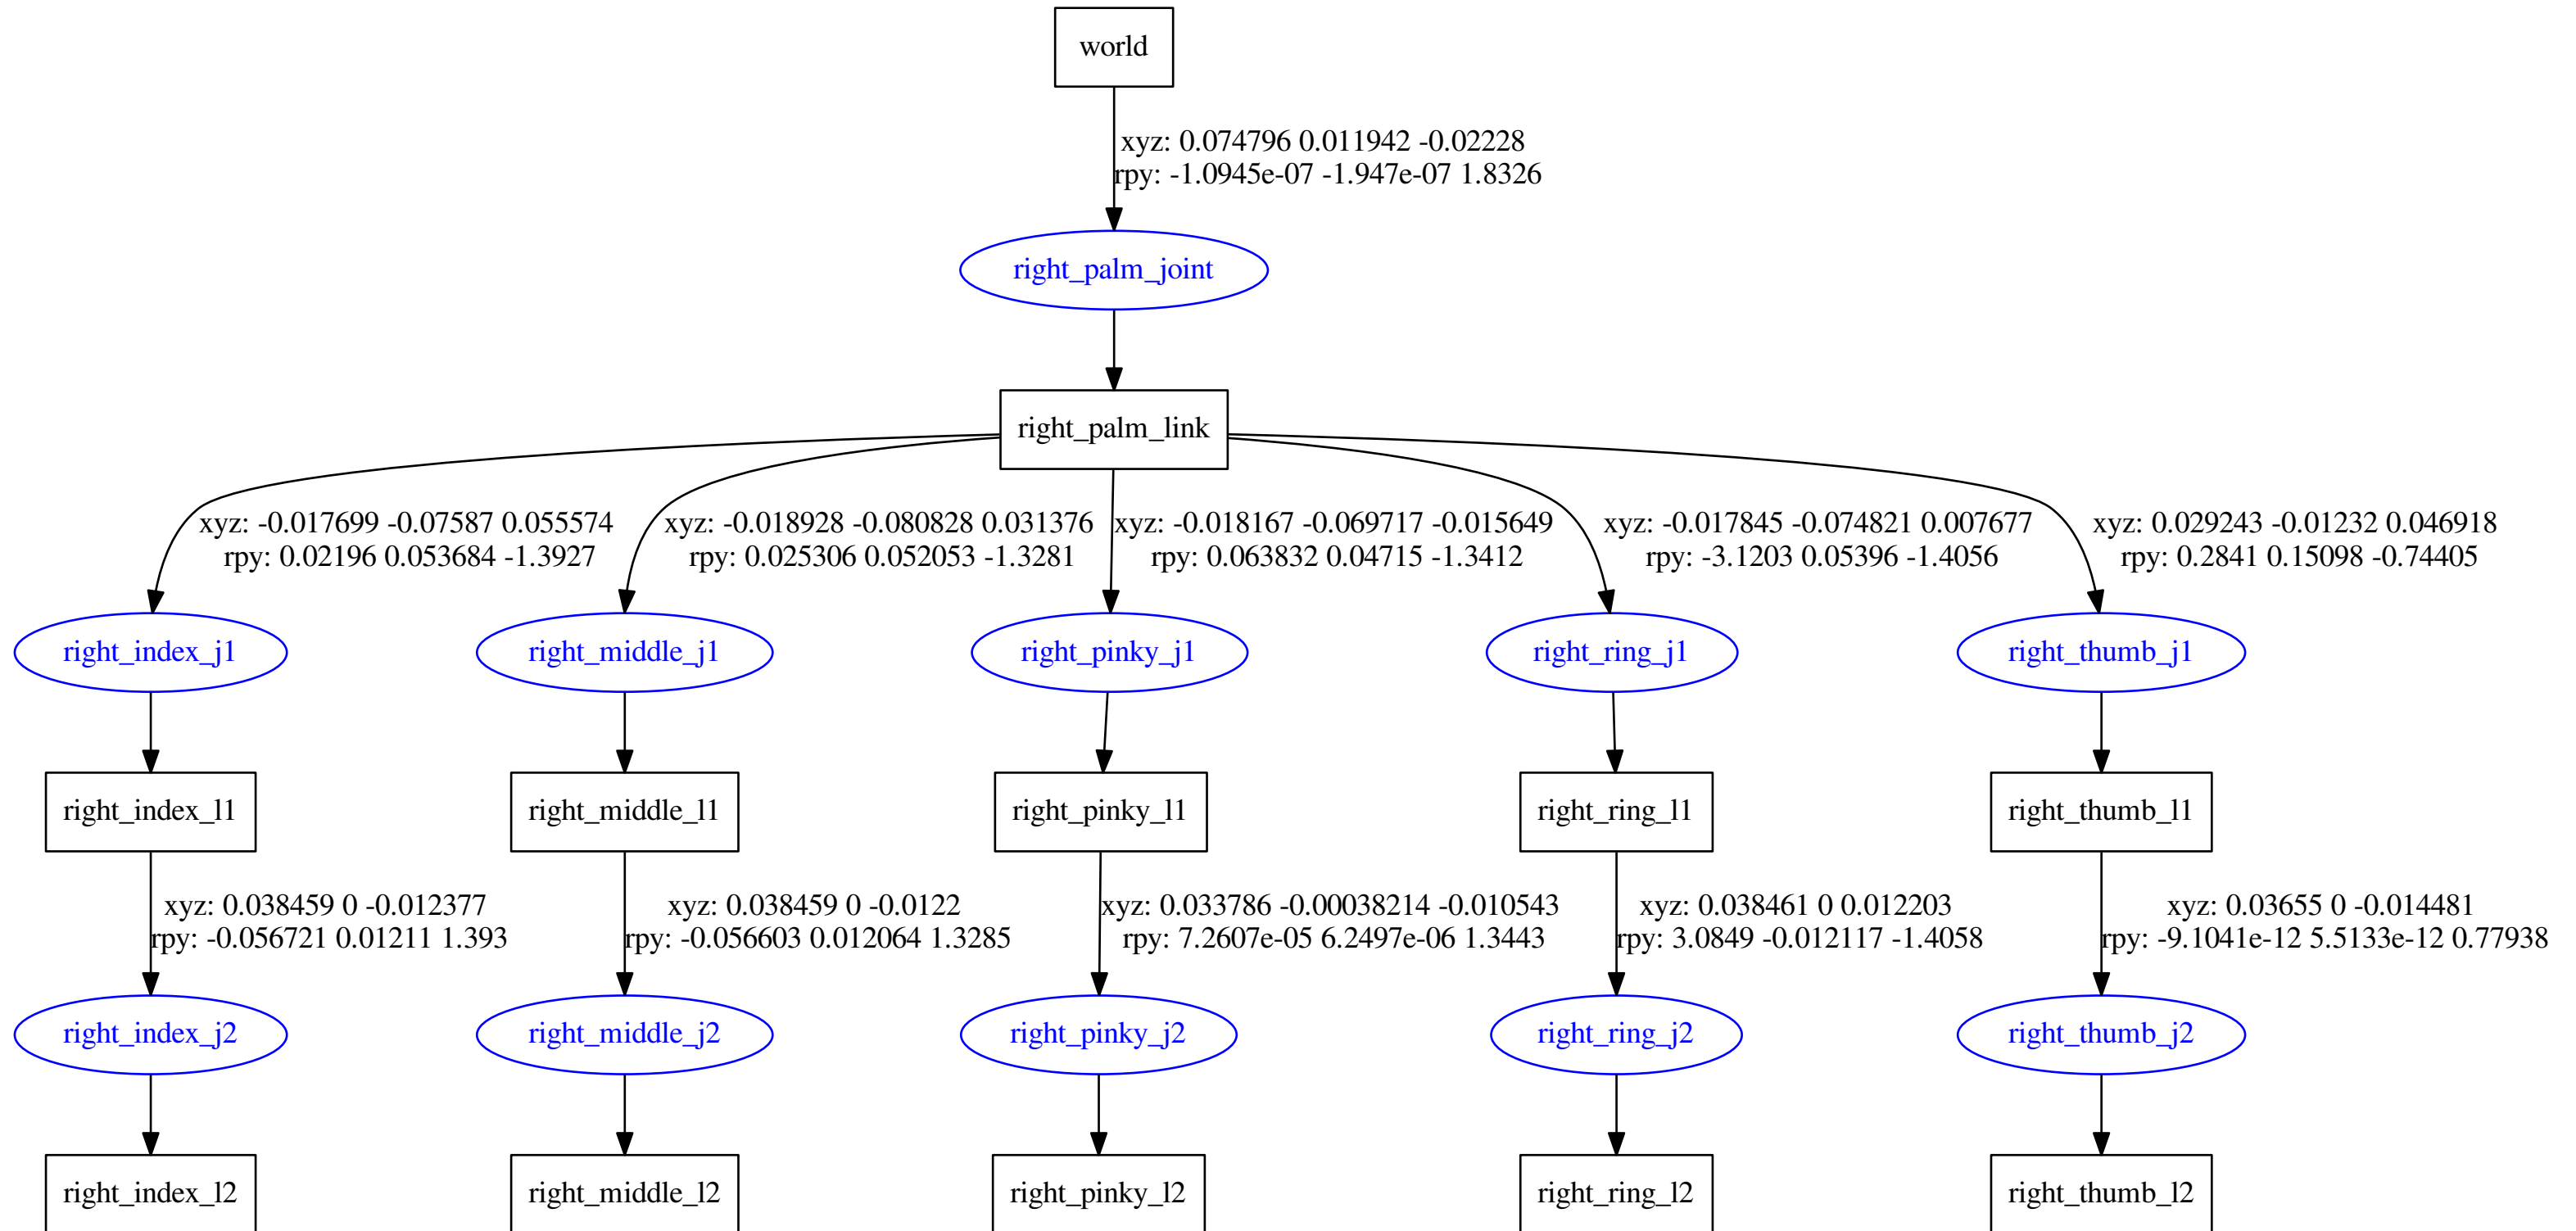 world
xyz: 0.074796 0.011942 -0.02228
rpy: -1.0945e-07 -1.947e-07 1.8326
right_palm_joint
right_palm_link
xyz: -0.017699 -0.07587 0.055574
rpy: 0.02196 0.053684 -1.3927
xyz: -0.018928 -0.080828 0.031376
rpy: 0.025306 0.052053 -1.3281
xyz: -0.018167 -0.069717 -0.015649
rpy: 0.063832 0.04715 -1.3412
xyz: -0.017845 -0.074821 0.007677
rpy: -3.1203 0.05396 -1.4056
xyz: 0.029243 -0.01232 0.046918
rpy: 0.2841 0.15098 -0.74405
right_index_j1
right_middle_j1
right_pinky_j1
right_ring_j1
right_thumb_j1
right_index_l1
right_middle_l1
right_pinky_l1
right_ring_l1
right_thumb_l1
xyz: 0.038459 0 -0.012377
rpy: -0.056721 0.01211 1.393
xyz: 0.038459 0 -0.0122
rpy: -0.056603 0.012064 1.3285
xyz: 0.033786 -0.00038214 -0.010543
rpy: 7.2607e-05 6.2497e-06 1.3443
xyz: 0.038461 0 0.012203
rpy: 3.0849 -0.012117 -1.4058
xyz: 0.03655 0 -0.014481
rpy: -9.1041e-12 5.5133e-12 0.77938
right_index_j2
right_middle_j2
right_pinky_j2
right_ring_j2
right_thumb_j2
right_index_l2
right_middle_l2
right_pinky_l2
right_ring_l2
right_thumb_l2